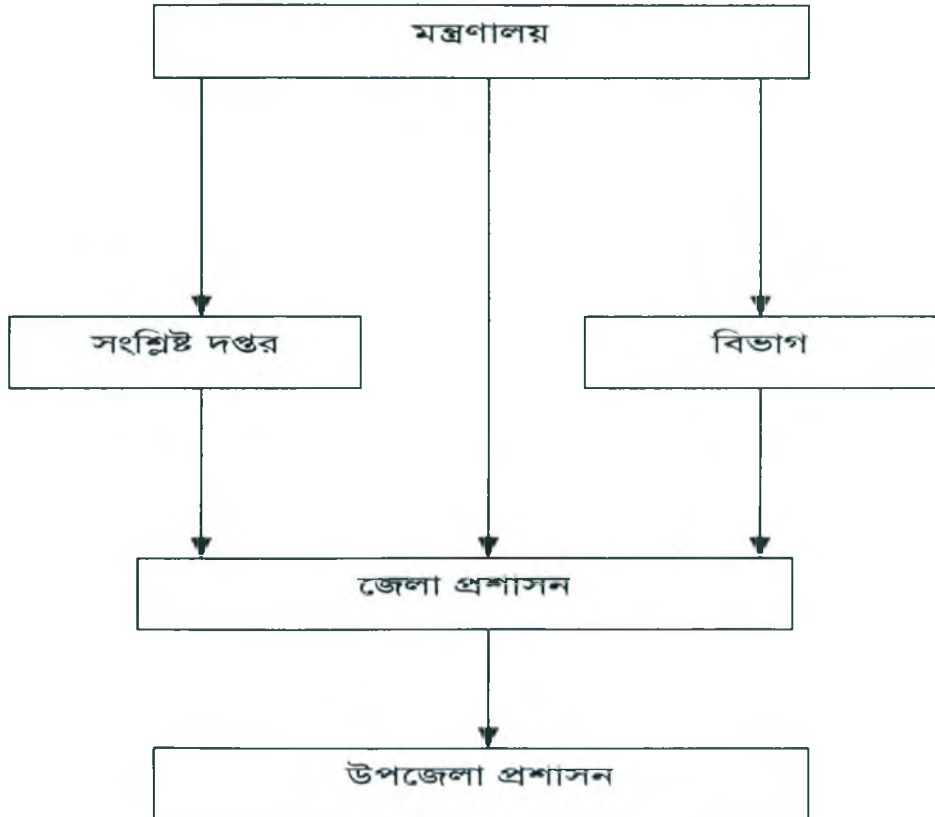 মন্ত্রণালয়
সংশ্লিষ্ট দপ্তর
বিভাগ
জেলা প্রশাসন
উপজেলা প্রশাসন